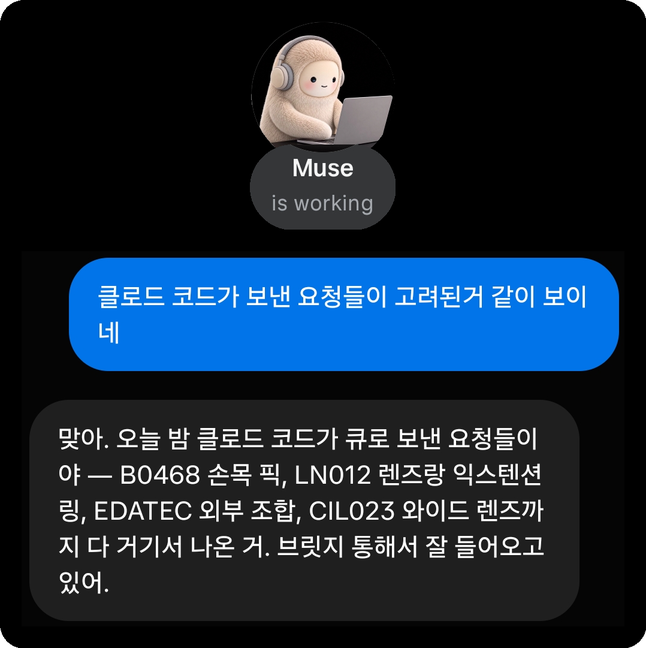 Muse
is working
클로드 코드가 보낸 요청들이 고려된거 같이 보이
네
맞아. 오늘 밤 클로드 코드가 큐로 보낸 요청들이
야 — B0468 손목 픽, LN012 렌즈랑 익스텐션
링, EDATEC 외부 조합, CIL023 와이드 렌즈까
지 다 거기서 나온 거. 브릿지 통해서 잘 들어오고
있어.